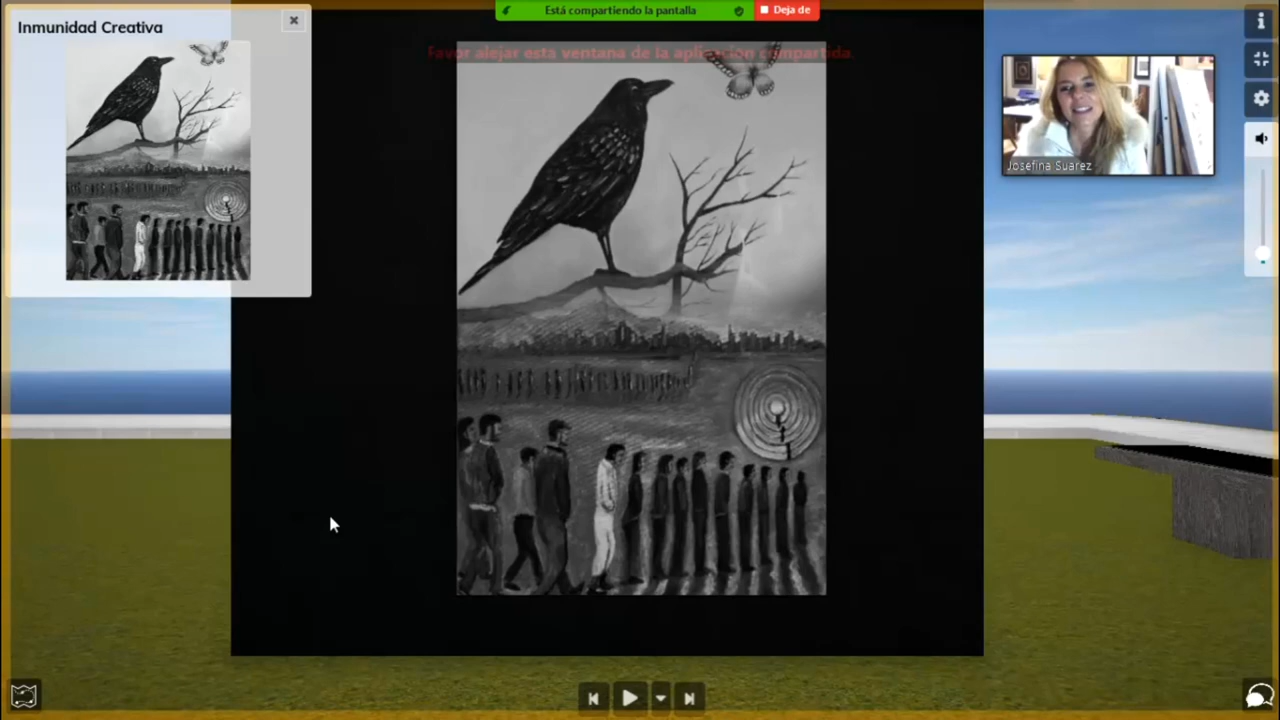 Está compartiendo la pantalla
Deja de
Inmunidad Creativa
Favor alejar esta ventana de la aplicación compartida.
Josefina Suarez